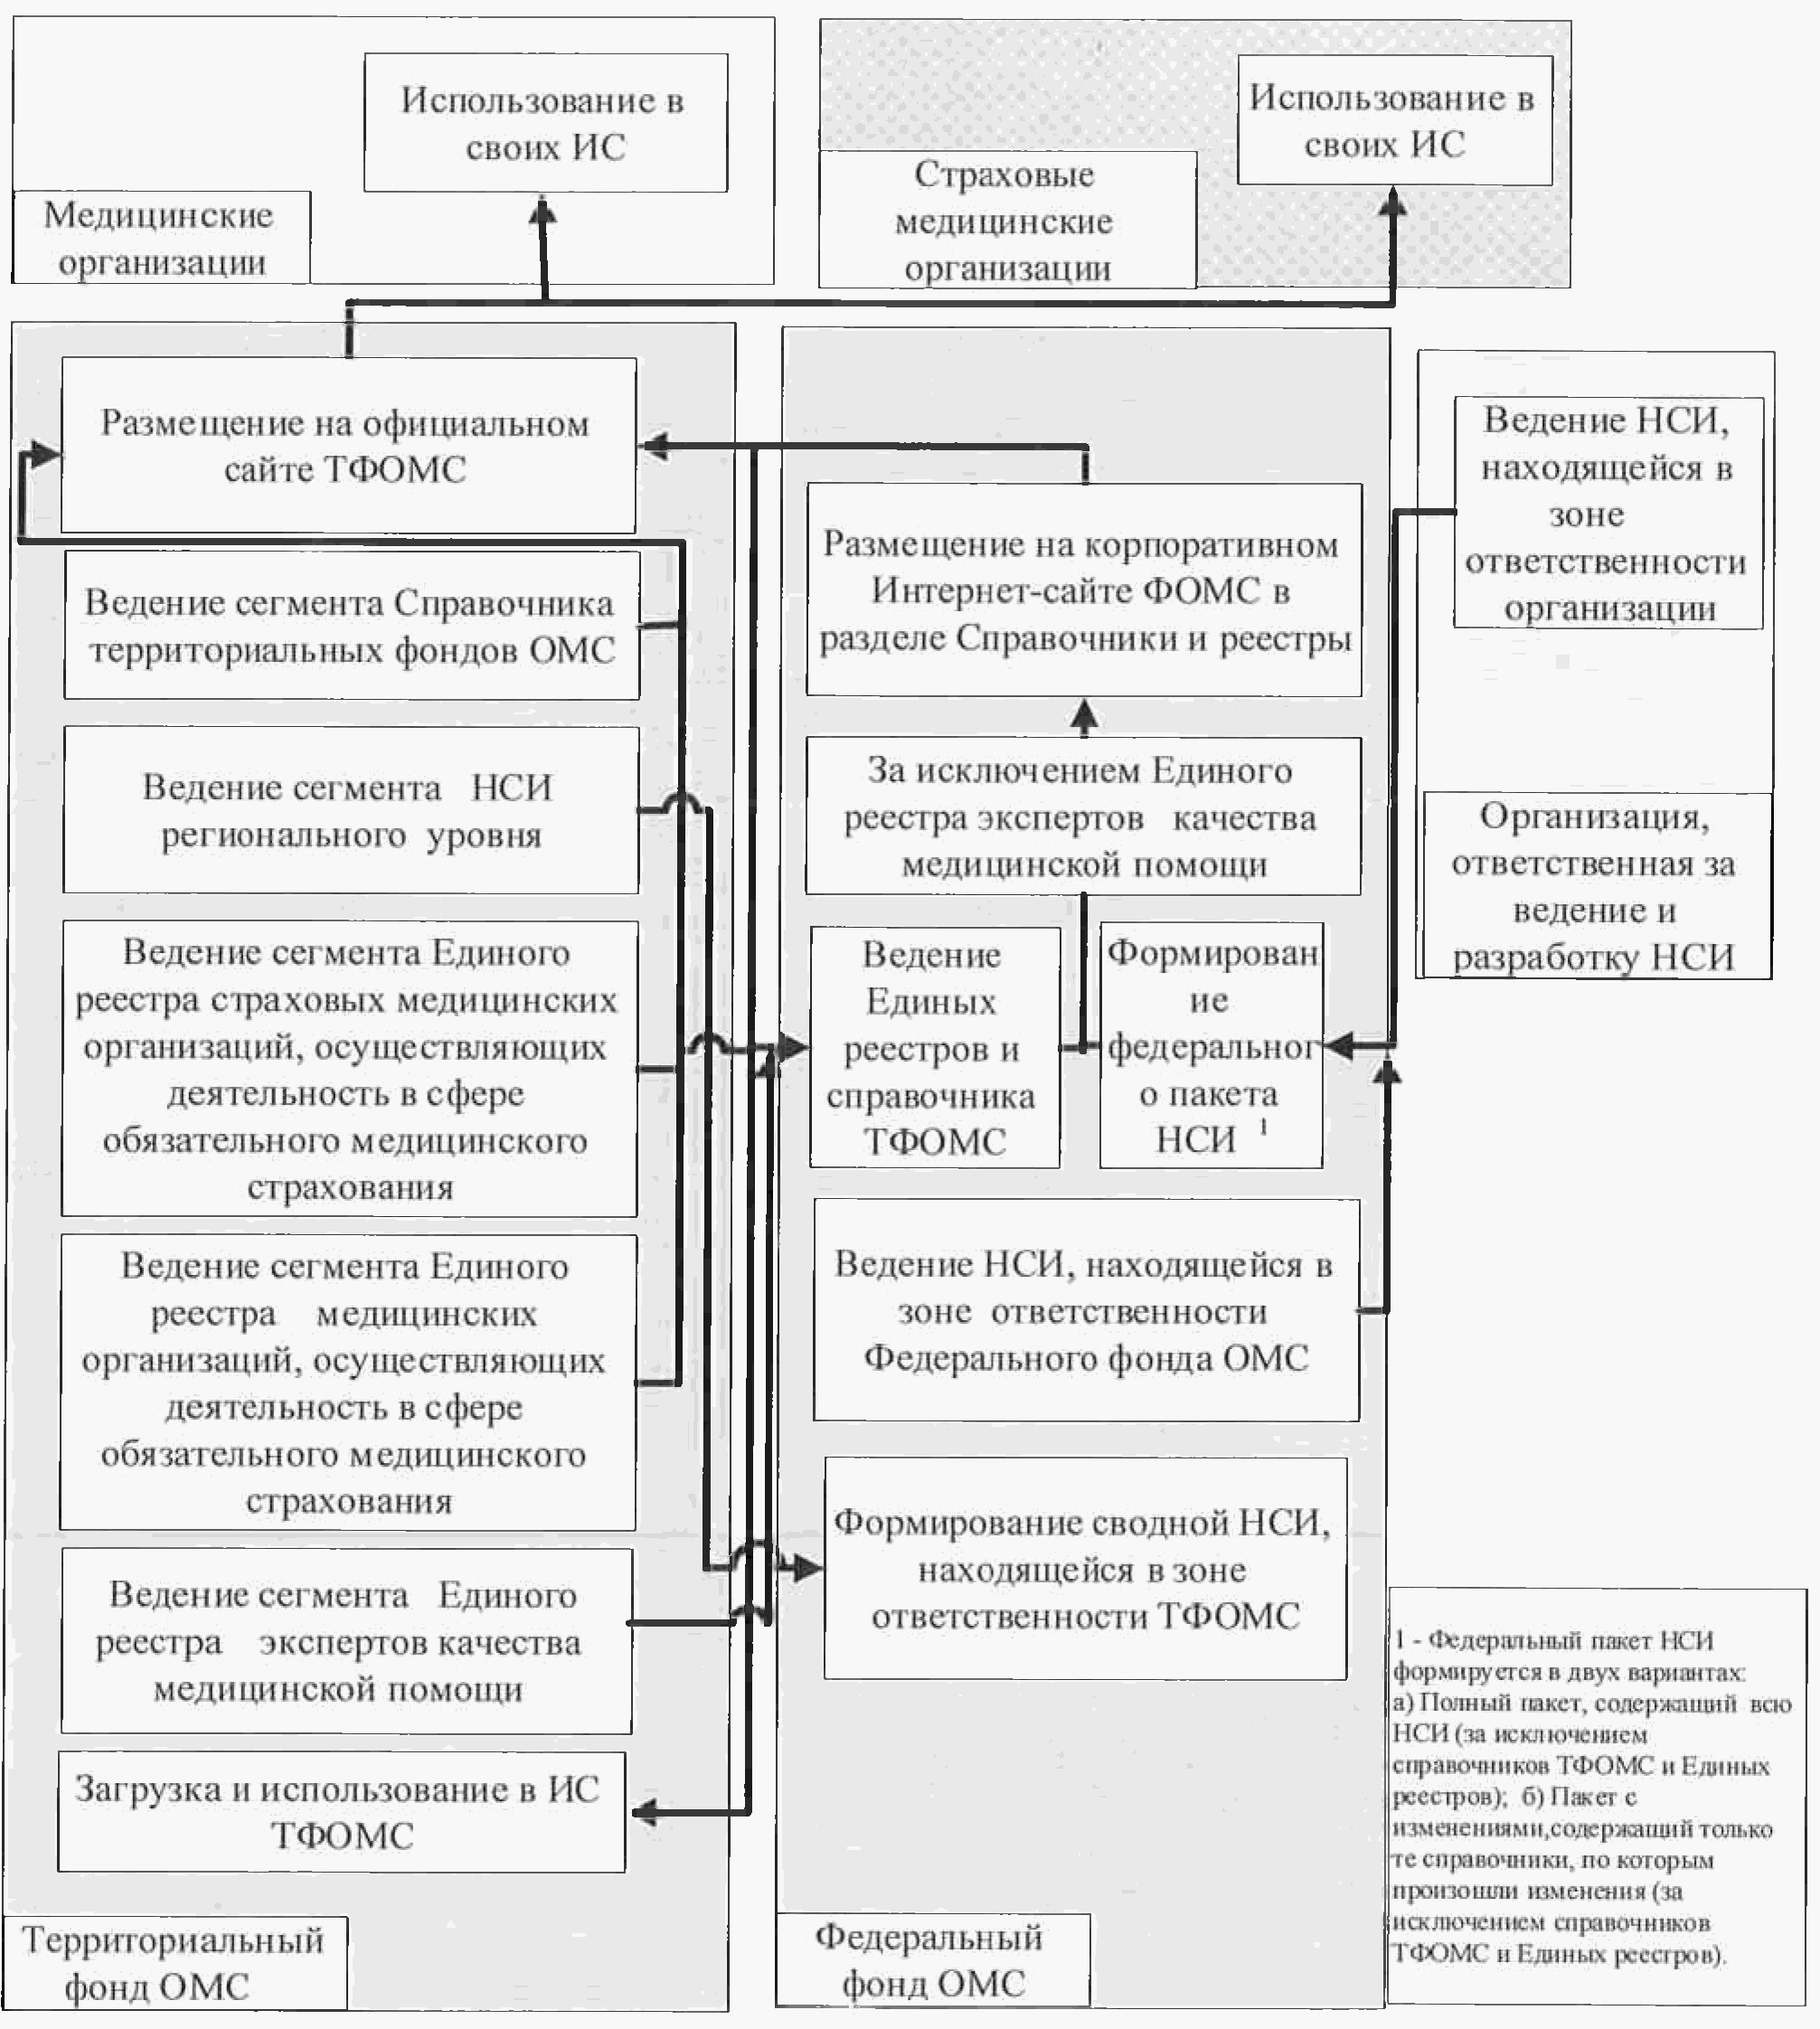 Использование в
своих ИС
Медицинские
организации
Использование в
своих ИС
Страховые
медицинские
организации
Размещение на официальном
сайте ТФОМС
Ведение сегмента Справочника
территориальных фондов ОМС
Ведение сегмента НСИ
регионального уровня
Ведение сегмента Единого
реестра страховых медицинских
организаций, осуществляющих
деятельность в сфере
обязательного медицинского
страхования
Ведение сегмента Единого
реестра медицинских
организаций, осуществляющих
деятельность в сфере
обязательного медицинского
страхования
Ведение сегмента Единого
реестра экспертов качества
медицинской помощи
Загрузка и использование в ИС
ТФОМС
Территориальный
фонд ОМС
Размещение на корпоративном
Интернет-сайте ФОМС в
разделе Справочники и реестры
За исключением Единого
реестра экспертов качества
медицинской помощи
Ведение
Единых
реестров и
справочника
ТФОМС
Формирован
ие
федеральног
о пакета
НСИ 1
Ведение НСИ, находящейся в
зоне ответственности
Федерального фонда ОМС
Формирование сводной НСИ,
находящейся в зоне
ответственности ТФОМС
Федеральный
фонд ОМС
Ведение НСИ,
находящейся в
зоне
ответственности
организации
Организация,
ответственная за
ведение и
разработку НСИ
1 - Федеральный пакет НСИ
формируется в двух вариантах:
а) Полный пакет, содержащий всю
НСИ (за исключением
справочников ТФОМС и Единых
реестров); б) Пакет с
изменениями,содержащий только
те справочники, по которым
произошли изменения (за
исключением справочников
ТФОМС и Единых реестров).